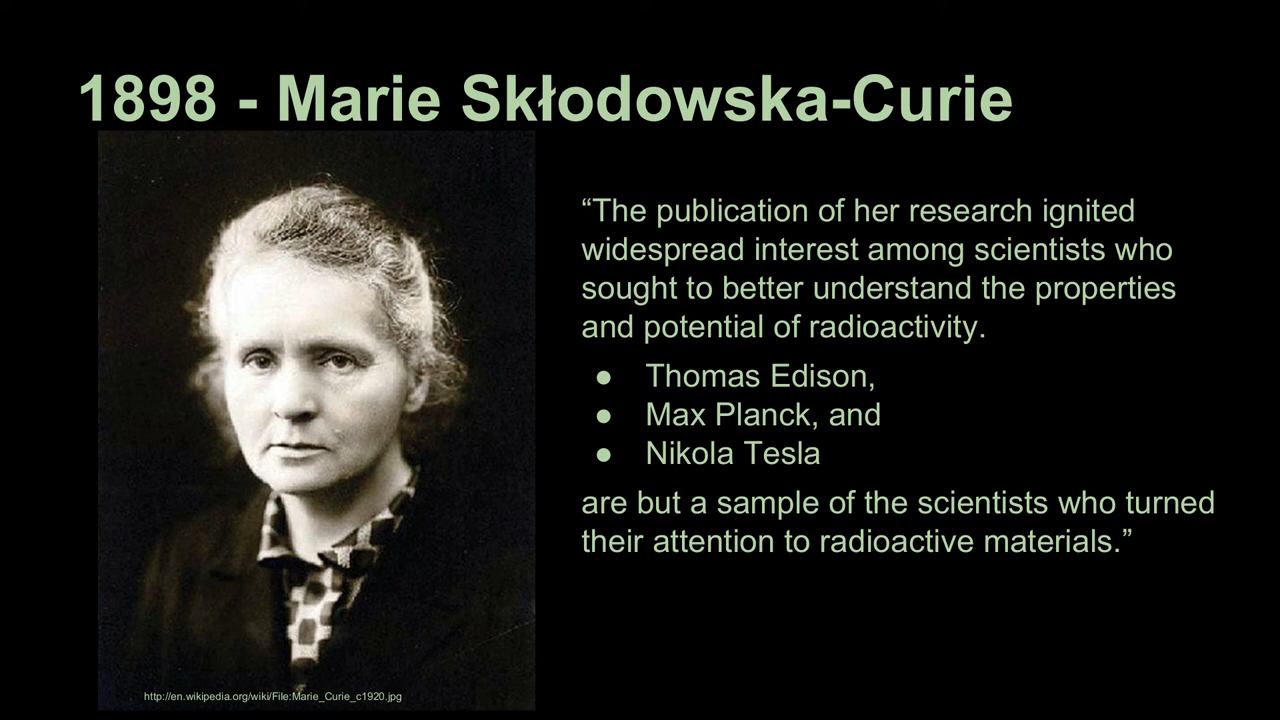 1898 - Marie Skłodowska-Curie
“The publication of her research ignited
widespread interest among scientists who
sought to better understand the properties
and potential of radioactivity.
● Thomas Edison,
● Max Planck, and
● Nikola Tesla
are but a sample of the scientists who turned
their attention to radioactive materials.”
http://en.wikipedia.org/wiki/File:Marie_Curie_c1920.jpg